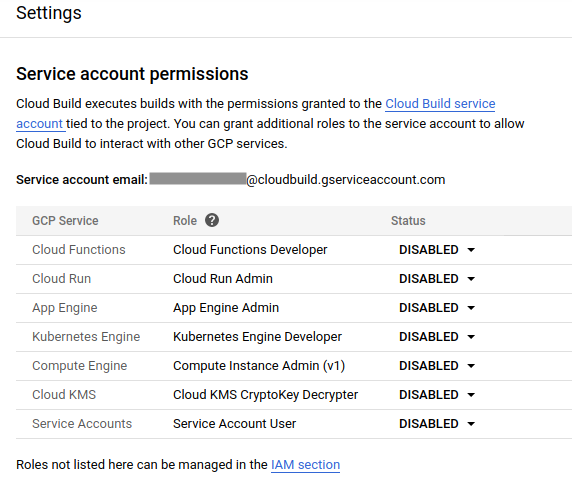 Settings
Service account permissions
Cloud Build executes builds with the permissions granted to the Cloud Build service
account tied to the project. You can grant additional roles to the service account to allow
Cloud Build to interact with other GCP services.
Service account email: @cloudbuild.gserviceaccount.com
GCP Service Role ? Status
Cloud Functions Cloud Functions Developer DISABLED
Cloud Run Cloud Run Admin DISABLED
App Engine App Engine Admin DISABLED
Kubernetes Engine Kubernetes Engine Developer DISABLED
Compute Engine Compute Instance Admin (v1) DISABLED
Cloud KMS Cloud KMS CryptoKey Decrypter DISABLED
Service Accounts Service Account User DISABLED
Roles not listed here can be managed in the IAM section